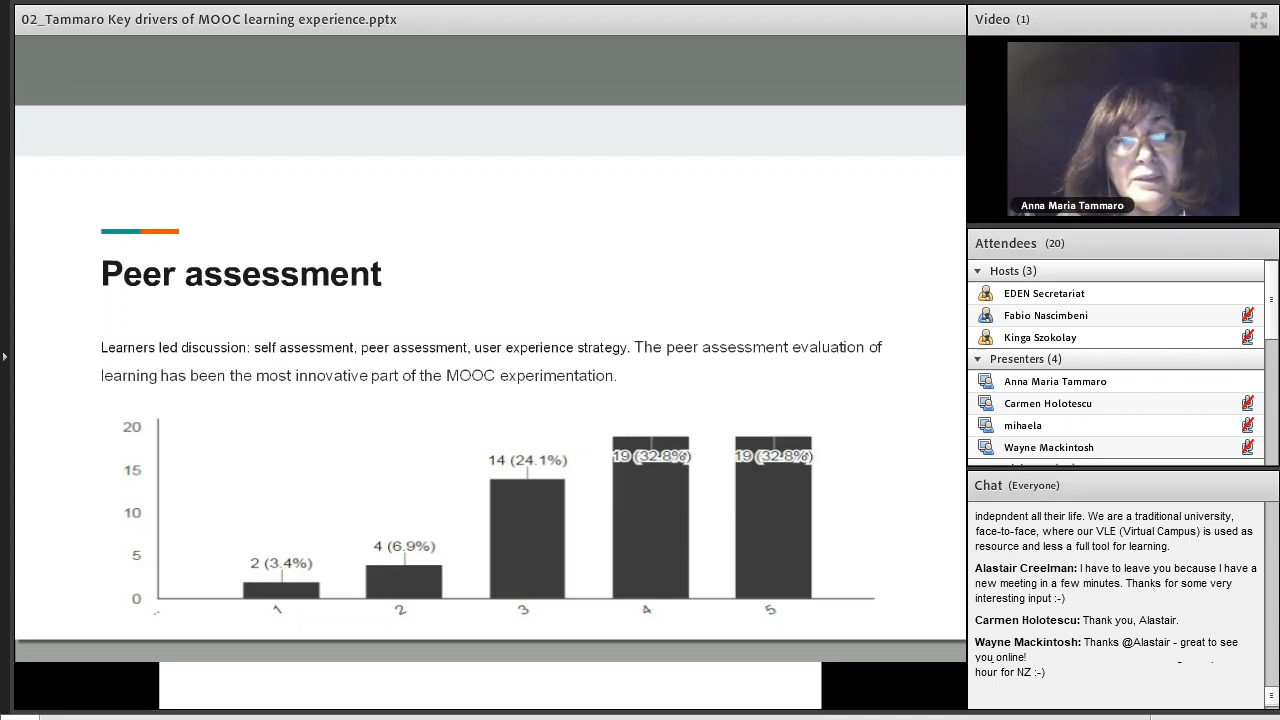 02_Tammaro Key drivers of MOOC learning experience.pptx
Peer assessment
Learners led discussion: self assessment, peer assessment, user experience strategy. The peer assessment evaluation of
learning has been the most innovative part of the MOOC experimentation.
20
15
10
5
0
2 (3.4%)
4 (6.9%)
14 (24.1%)
19 (32.8%)
19 (32.8%)
1
2
3
4
5
Video (1)
Anna Maria Tammaro
Attendees (20)
Hosts (3)
EDEN Secretariat
Fabio Nascimbeni
Kinga Szokolay
Presenters (4)
Anna Maria Tammaro
Carmen Holotescu
mihaela
Wayne Mackintosh
Chat (Everyone)
indepndent all their life. We are a traditional university,
face-to-face, where our VLE (Virtual Campus) is used as
resource and less a full tool for learning.
Alastair Creelman: I have to leave you because I have a
new meeting in a few minutes. Thanks for some very
interesting input :-)
Carmen Holotescu: Thank you, Alastair.
Wayne Mackintosh: Thanks @Alastair - great to see
you online!
hour for NZ :-)